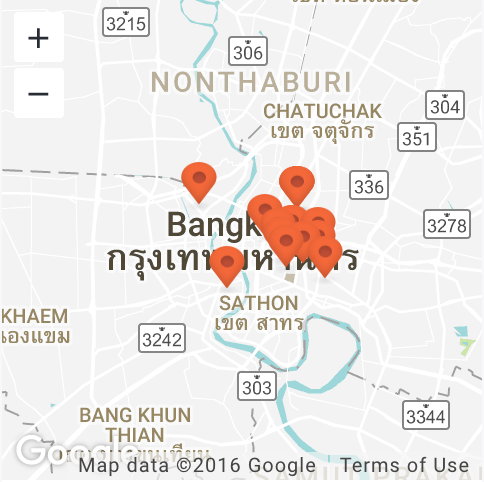 3215
306
NONTHABURI
CHATUCHAK
เขต จตุจักร
304
351
336
Bangk
กรุงเทพมหานคร
3278
SATHON
เขต สาทร
KHAEM
นองแขม
3242
303
BANG KHUN
THIAN
3344
Google
Map data ©2016 Google
Terms of Use